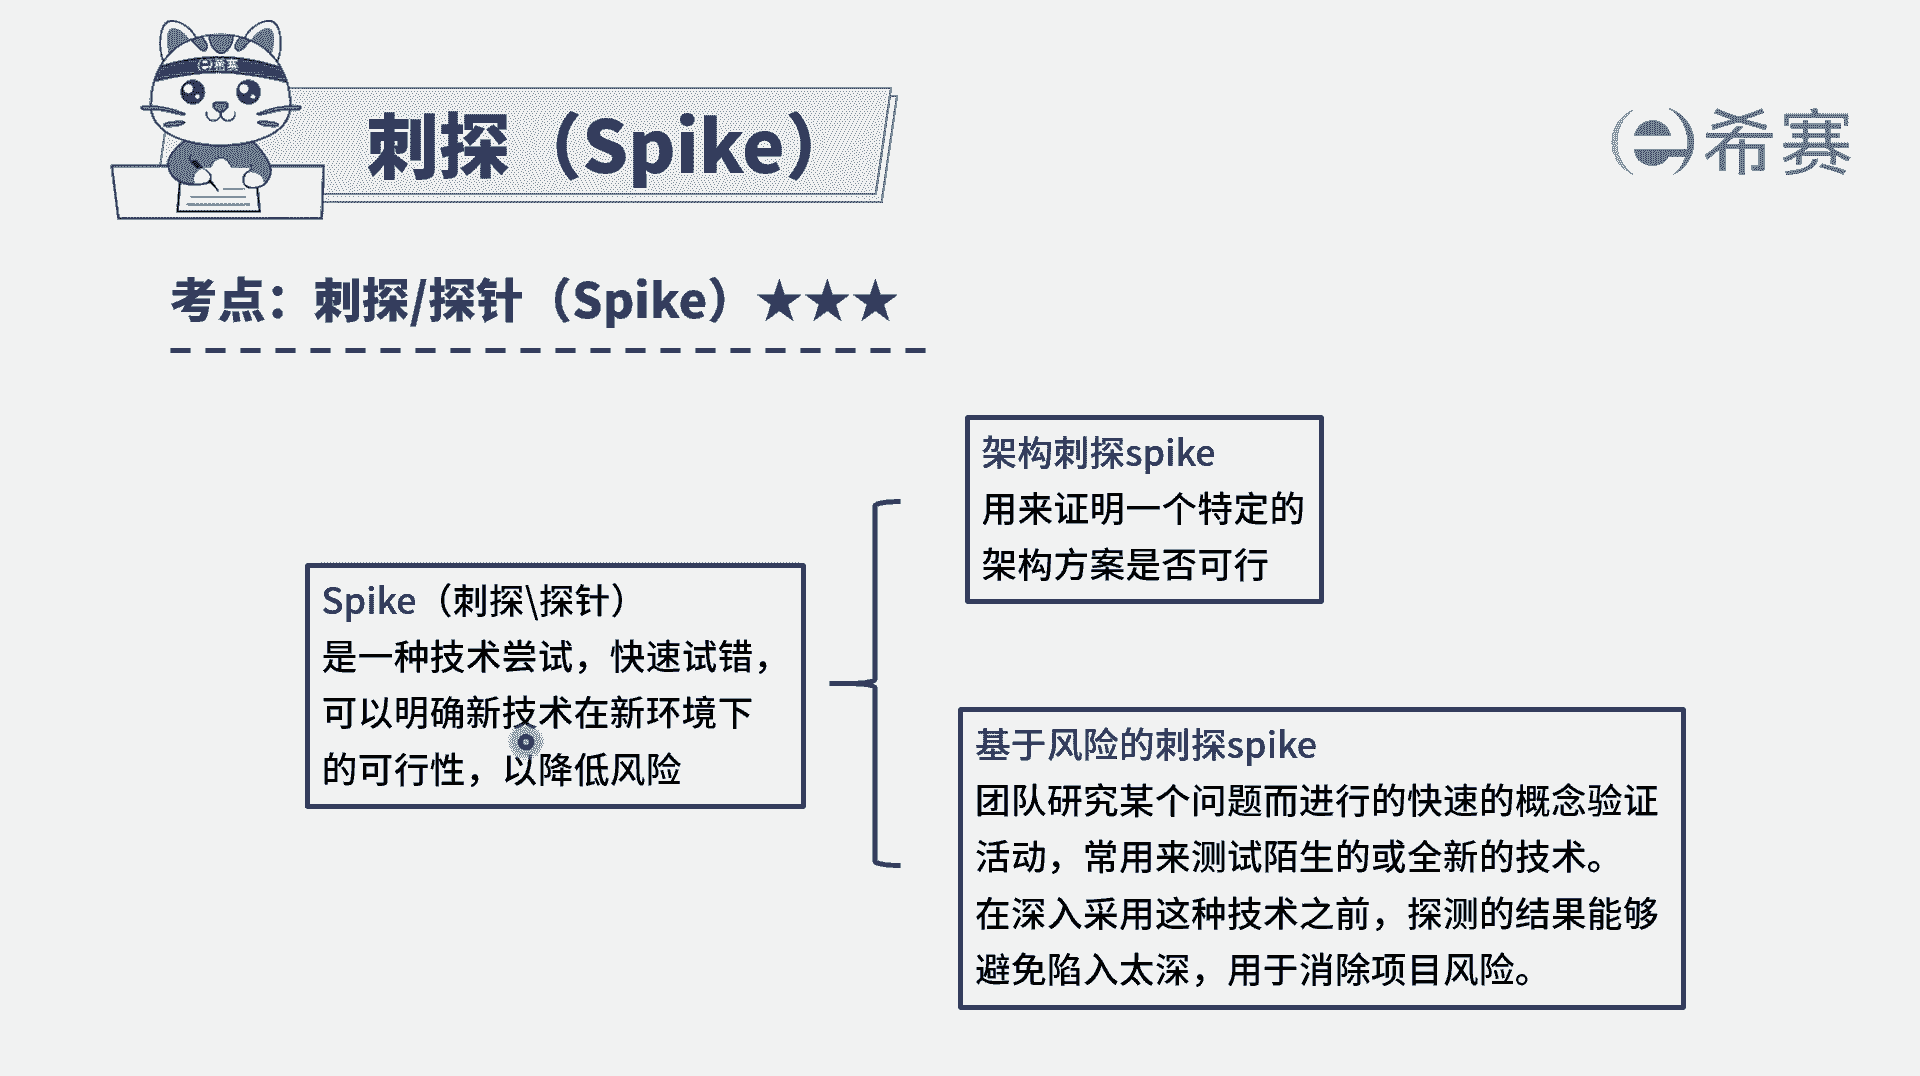 希赛
刺探（Spike）
希赛
考点：刺探/探针（Spike）★★★
架构刺探spike
用来证明一个特定的
架构方案是否可行
Spike（刺探\探针）
是一种技术尝试，快速试错，
可以明确新技术在新环境下
的可行性，以降低风险
基于风险的刺探spike
团队研究某个问题而进行的快速的概念验证
活动，常用来测试陌生的或全新的技术。
在深入采用这种技术之前，探测的结果能够
避免陷入太深，用于消除项目风险。